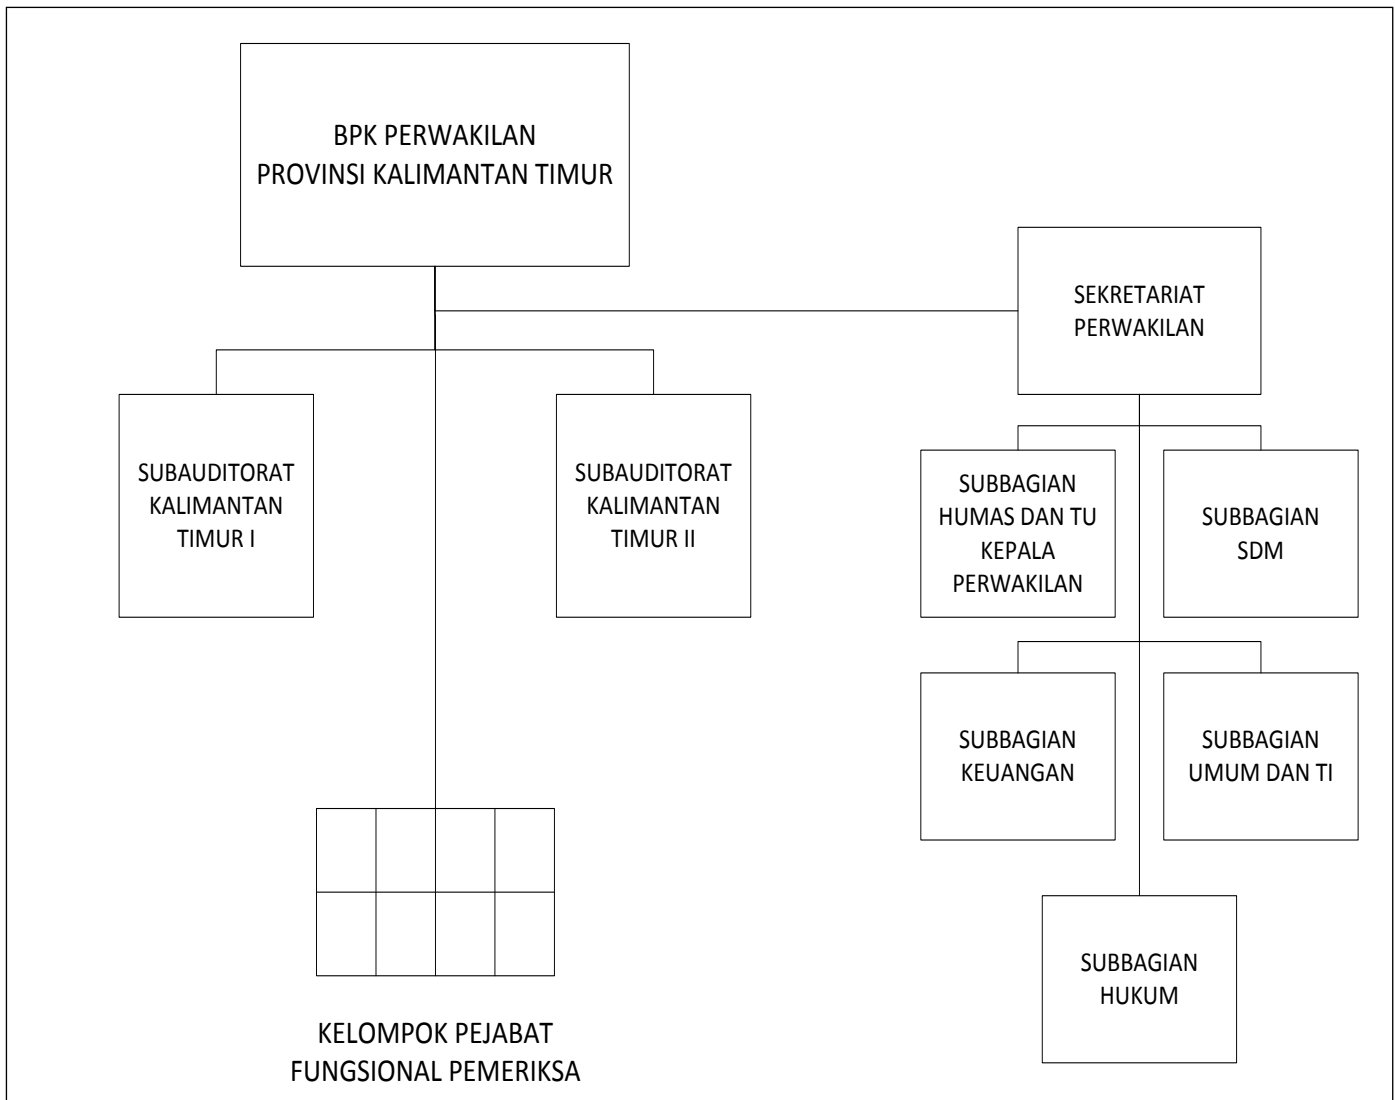 BPK PERWAKILAN
PROVINSI KALIMANTAN TIMUR
SEKRETARIAT
PERWAKILAN
SUBAUDITORAT
KALIMANTAN
TIMUR I
SUBAUDITORAT
KALIMANTAN
TIMUR II
SUBBAGIAN
HUMAS DAN TU
KEPALA
PERWAKILAN
SUBBAGIAN
SDM
SUBBAGIAN
KEUANGAN
SUBBAGIAN
UMUM DAN TI
SUBBAGIAN
HUKUM
KELOMPOK PEJABAT
FUNGSIONAL PEMERIKSA